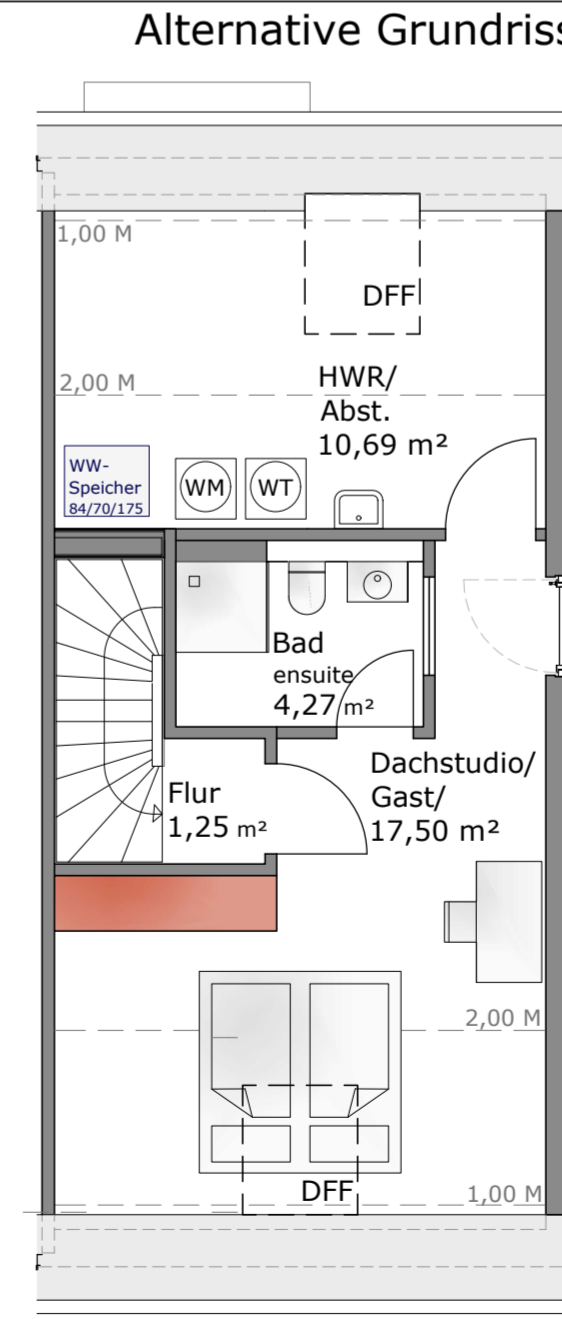 Alternative Grundriss
1,00 M
DFF
2,00 M
HWR/
Abst.
10,69 m²
WW-
Speicher
84/70/175
WM
WT
Bad
ensuite
4,27 m²
Dachstudio/
Gast/
17,50 m²
Flur
1,25 m²
2,00 M
DFF
1,00 M